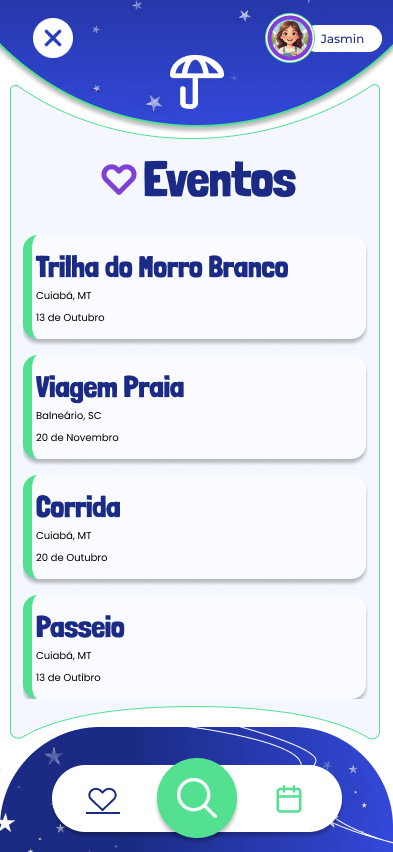 Jasmin
Eventos
Trilha do Morro Branco
Cuiabá, MT
13 de Outubro
Viagem Praia
Balneário, SC
20 de Novembro
Corrida
Cuiabá, MT
20 de Outubro
Passeio
Cuiabá, MT
13 de Outibro